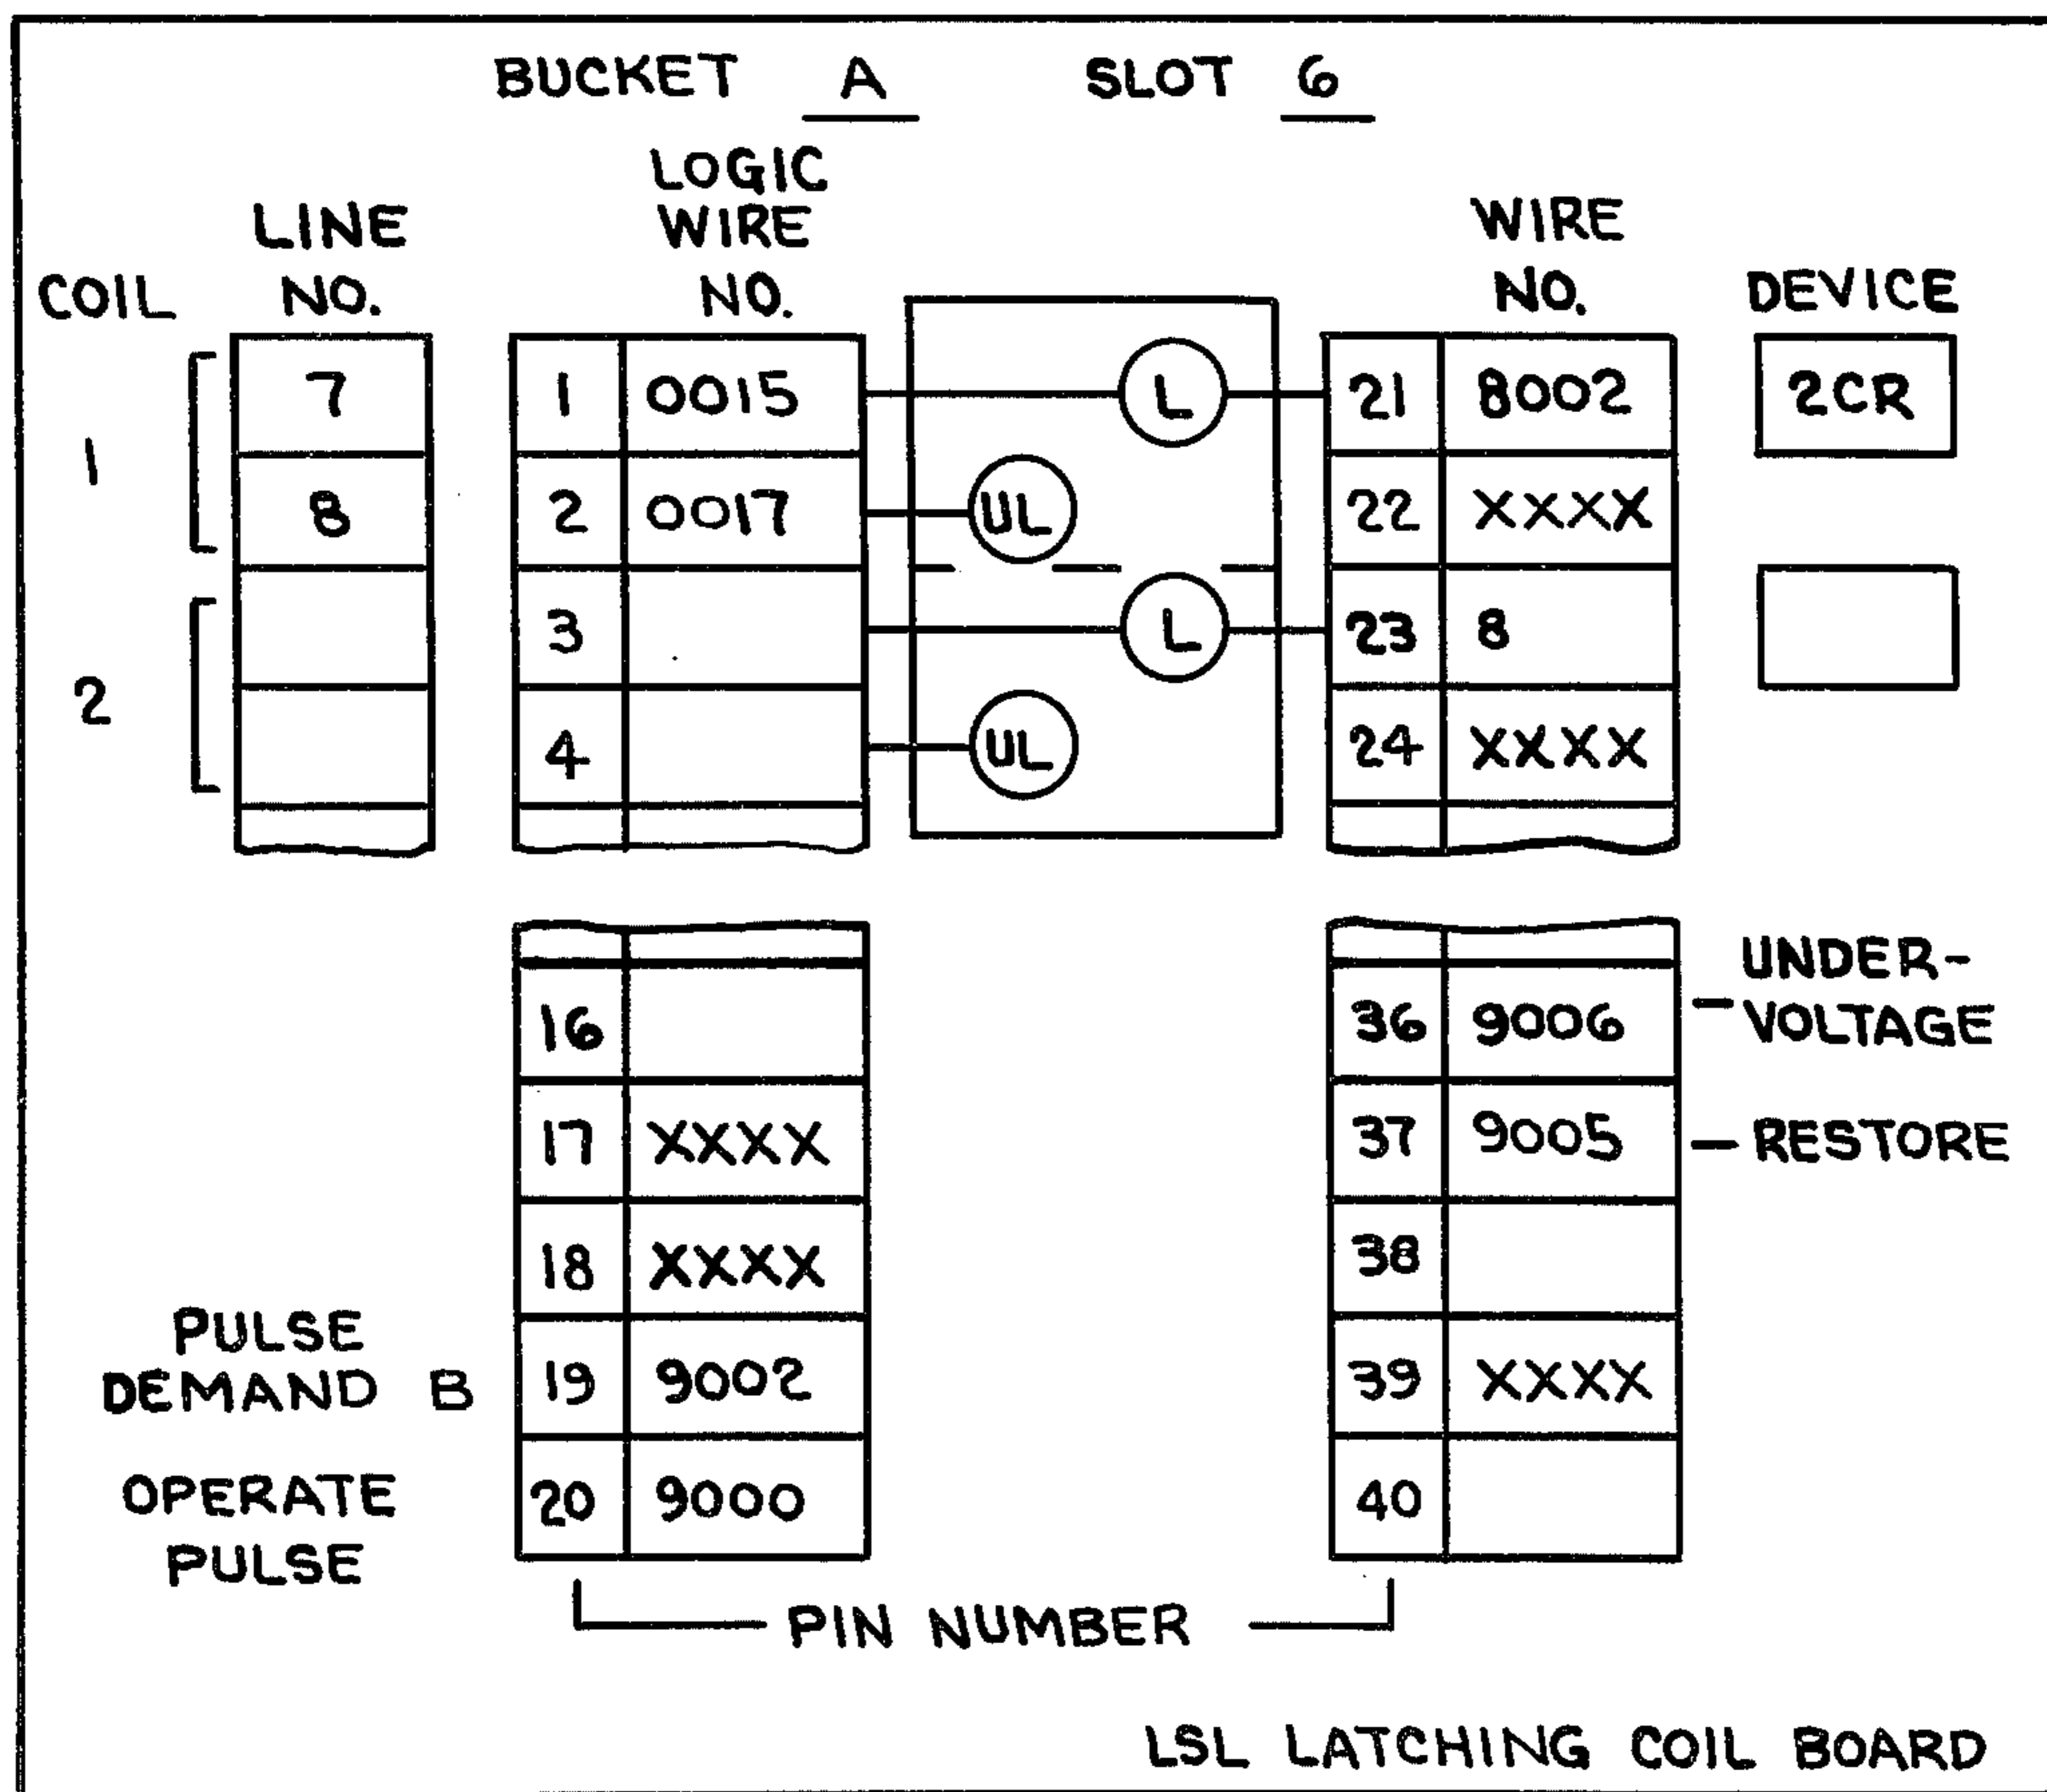 BUCKET A SLOT 6
LOGIC
LINE WIRE WIRE
COIL NO. NO. NO. DEVICE
7 1 0015 L 21 8002 2CR
1
8 2 0017 UL 22 XXXX
3 L 23 8
2
4 UL 24 XXXX
UNDER-
16 36 9006 VOLTAGE
17 XXXX 37 9005 RESTORE
18 XXXX 38
PULSE
DEMAND B 19 9002 39 XXXX
OPERATE 20 9000 40
PULSE
PIN NUMBER
LSL LATCHING COIL BOARD